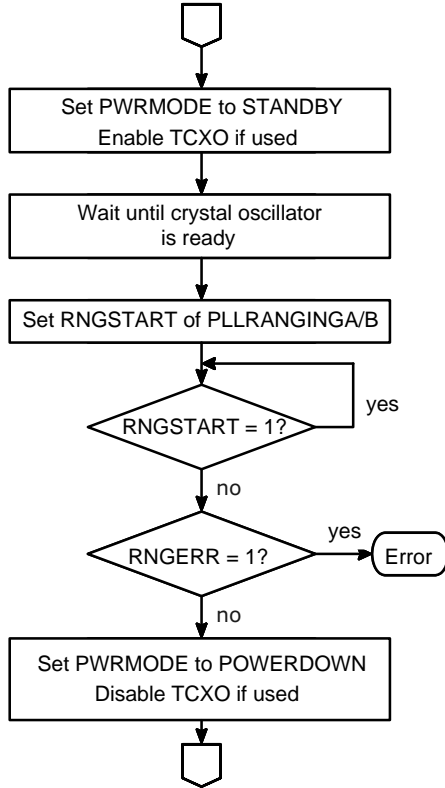 Set PWRMODE to STANDBY
Enable TCXO if used
Wait until crystal oscillator
is ready
Set RNGSTART of PLLRANGINGA/B
RNGSTART = 1?
yes
no
RNGERR = 1?
yes
Error
no
Set PWRMODE to POWERDOWN
Disable TCXO if used